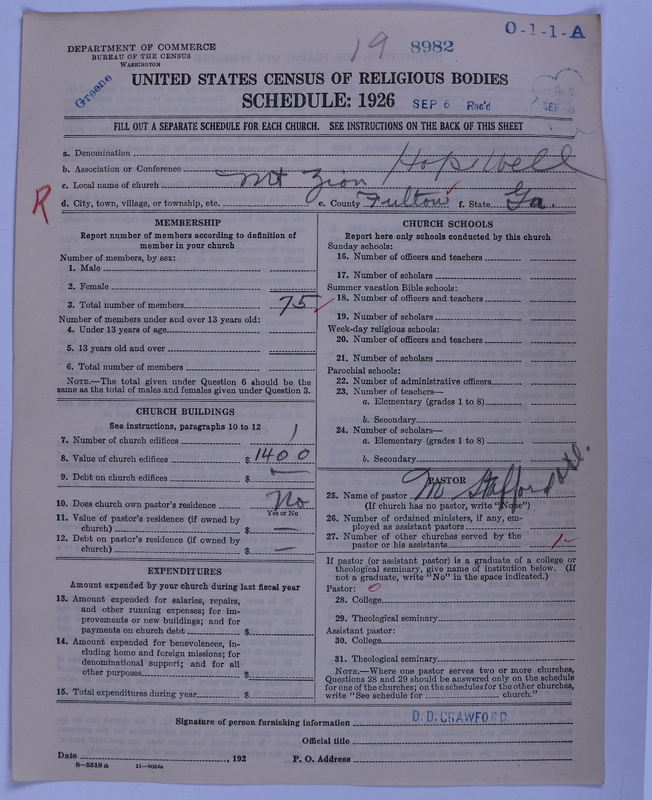 19 8982 O-1-1-A
DEPARTMENT OF COMMERCE
BUREAU OF THE CENSUS
WASHINGTON
Greene
UNITED STATES CENSUS OF RELIGIOUS BODIES
SCHEDULE: 1926 SEP 6 Rec'd
SEP
FILL OUT A SEPARATE SCHEDULE FOR EACH CHURCH. SEE INSTRUCTIONS ON THE BACK OF THIS SHEET
a. Denomination
b. Association or Conference Hopewell
c. Local name of church Mt Zion
R
d. City, town, village, or township, etc. e. County Fulton f. State Ga.
MEMBERSHIP
Report number of members according to definition of
member in your church
Number of members, by sex:
1. Male
2. Female
3. Total number of members 75
Number of members under and over 13 years old:
4. Under 13 years of age
5. 13 years old and over
6. Total number of members
NOTE.—The total given under Question 6 should be the
same as the total of males and females given under Question 3.
CHURCH BUILDINGS
See instructions, paragraphs 10 to 12
7. Number of church edifices 1
8. Value of church edifices $ 1400
9. Debt on church edifices $ —
10. Does church own pastor's residence No
Yes or No
11. Value of pastor's residence (if owned by
church) $ —
12. Debt on pastor's residence (if owned by
church) $ —
EXPENDITURES
Amount expended by your church during last fiscal year
13. Amount expended for salaries, repairs,
and other running expenses; for im-
provements or new buildings; and for
payments on church debt $
14. Amount expended for benevolences, in-
cluding home and foreign missions; for
denominational support; and for all
other purposes $
15. Total expenditures during year $
CHURCH SCHOOLS
Report here only schools conducted by this church
Sunday schools:
16. Number of officers and teachers
17. Number of scholars
Summer vacation Bible schools:
18. Number of officers and teachers
19. Number of scholars
Week-day religious schools:
20. Number of officers and teachers
21. Number of scholars
Parochial schools:
22. Number of administrative officers
23. Number of teachers—
a. Elementary (grades 1 to 8)
b. Secondary
24. Number of scholars—
a. Elementary (grades 1 to 8)
b. Secondary
PASTOR
25. Name of pastor M Stafford
(If church has no pastor, write "None")
26. Number of ordained ministers, if any, em-
ployed as assistant pastors
27. Number of other churches served by the
pastor or his assistants 1-
If pastor (or assistant pastor) is a graduate of a college or
theological seminary, give name of institution below. (If
not a graduate, write "No" in the space indicated.)
Pastor: 0
28. College
29. Theological seminary
Assistant pastor:
30. College
31. Theological seminary
NOTE.—Where one pastor serves two or more churches,
Questions 28 and 29 should be answered only on the schedule
for one of the churches; on the schedules for the other churches,
write "See schedule for church."
Signature of person furnishing information D. D. CRAWFORD
Official title
Date , 192 P. O. Address
8—5518 a 11—9034a